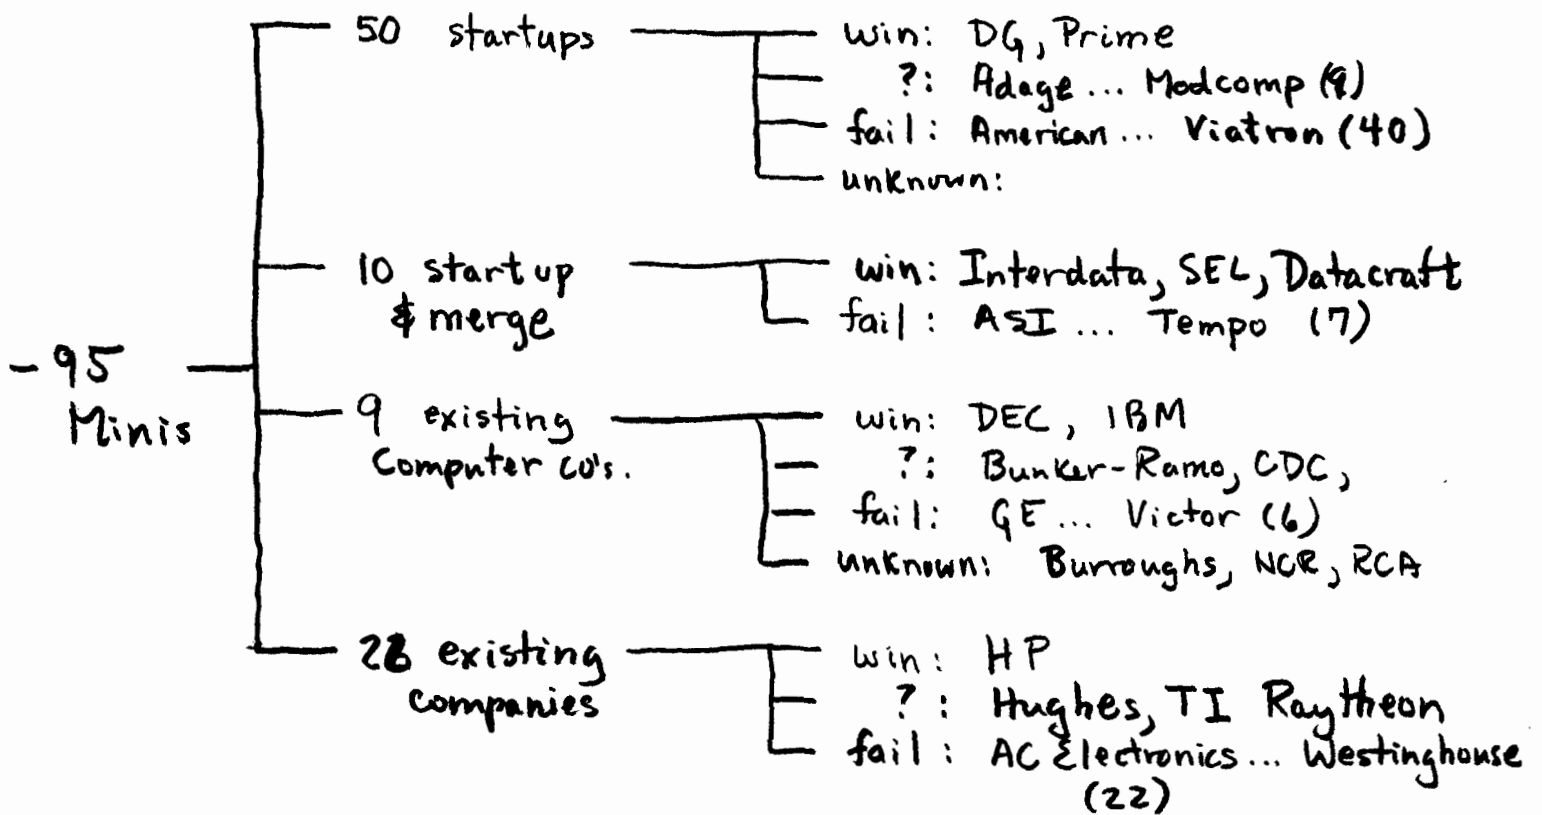 50 startups
win: DG, Prime
?: Adage ... Modcomp (9)
fail: American ... Viatron (40)
unknown:
10 startup
& merge
win: Interdata, SEL, Datacraft
fail: ASI ... Tempo (7)
~95
Minis
9 existing
Computer co's.
win: DEC, IBM
?: Bunker-Ramo, CDC,
fail: GE ... Victor (6)
unknown: Burroughs, NCR, RCA
existing
companies
win: HP
?: Hughes, TI Raytheon
fail: AC Electronics ... Westinghouse
(22)